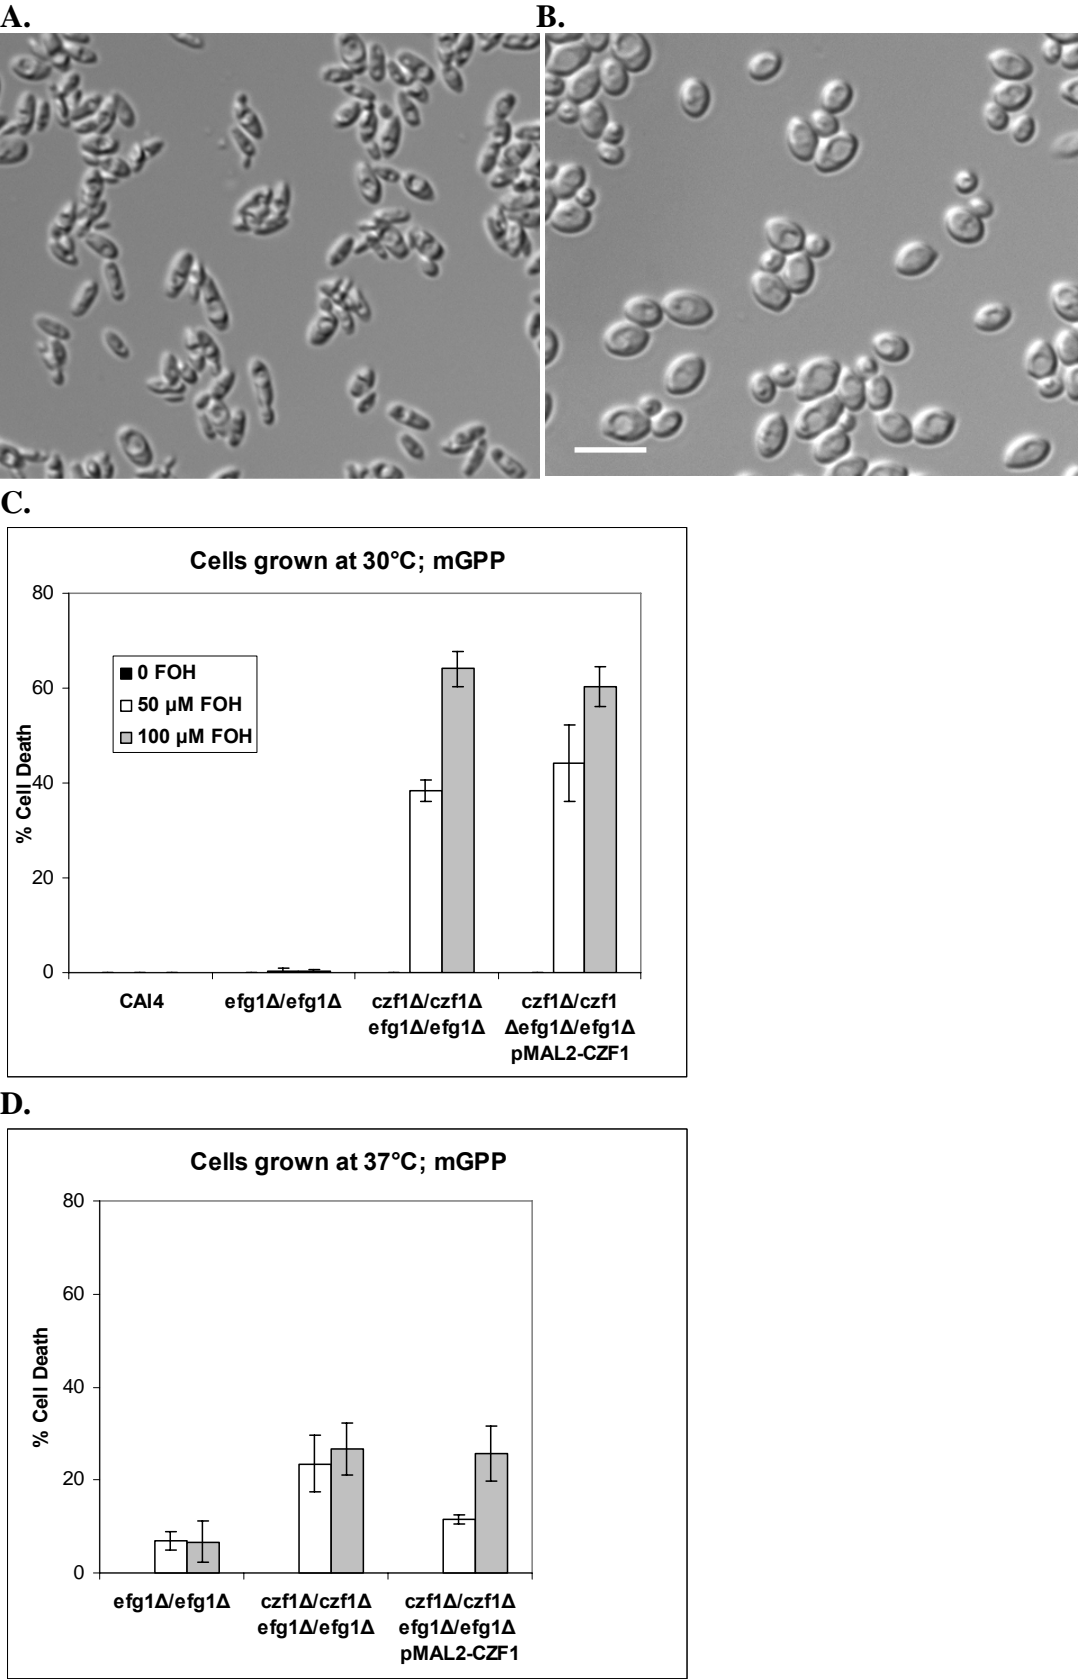 A.
B.
C.
Cells grown at 30°C; mGPP
80
60
40
20
0
% Cell Death
0 FOH
50 µM FOH
100 µM FOH
CAI4
efg1Δ/efg1Δ
czf1Δ/czf1Δ
efg1Δ/efg1Δ
czf1Δ/czf1
Δefg1Δ/efg1Δ
pMAL2-CZF1
D.
Cells grown at 37°C; mGPP
80
60
40
20
0
% Cell Death
efg1Δ/efg1Δ
czf1Δ/czf1Δ
efg1Δ/efg1Δ
czf1Δ/czf1Δ
efg1Δ/efg1Δ
pMAL2-CZF1